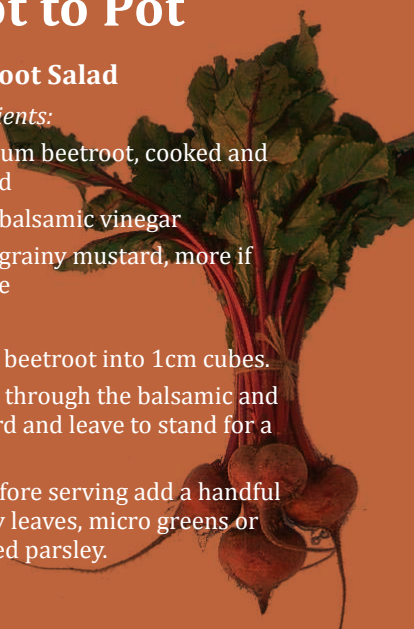 ot to Pot
oot Salad
ients:
um beetroot, cooked and
d
balsamic vinegar
grainy mustard, more if
e
beetroot into 1cm cubes.
through the balsamic and
rd and leave to stand for a
fore serving add a handful
y leaves, micro greens or
ed parsley.